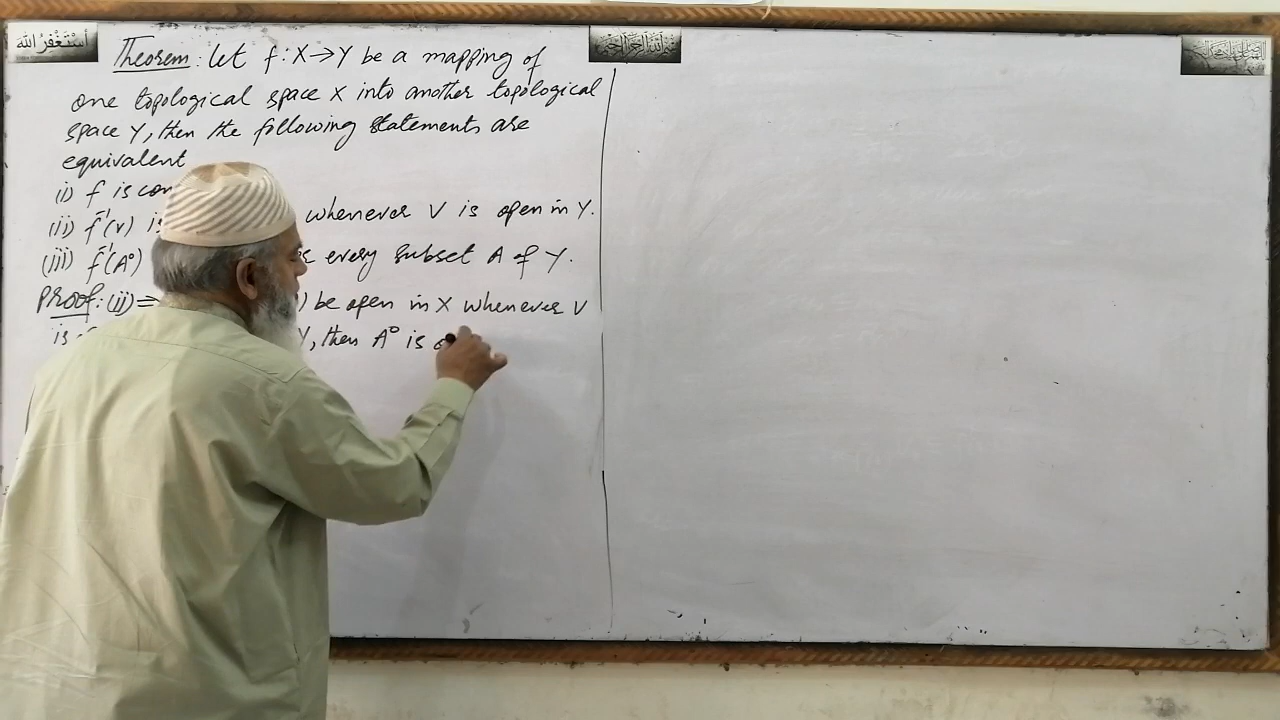 أستغفر الله
Theorem: let f: X→Y be a mapping of
one topological space X into another topological
space Y, then the following statements are
equivalent
(i) f is con
(ii) f⁻¹(V) is whenever V is open in Y.
(iii) f⁻¹(A°) every subset A of Y.
Proof: (ii)⇒ ) be open in X whenever V
is Y, then A° is